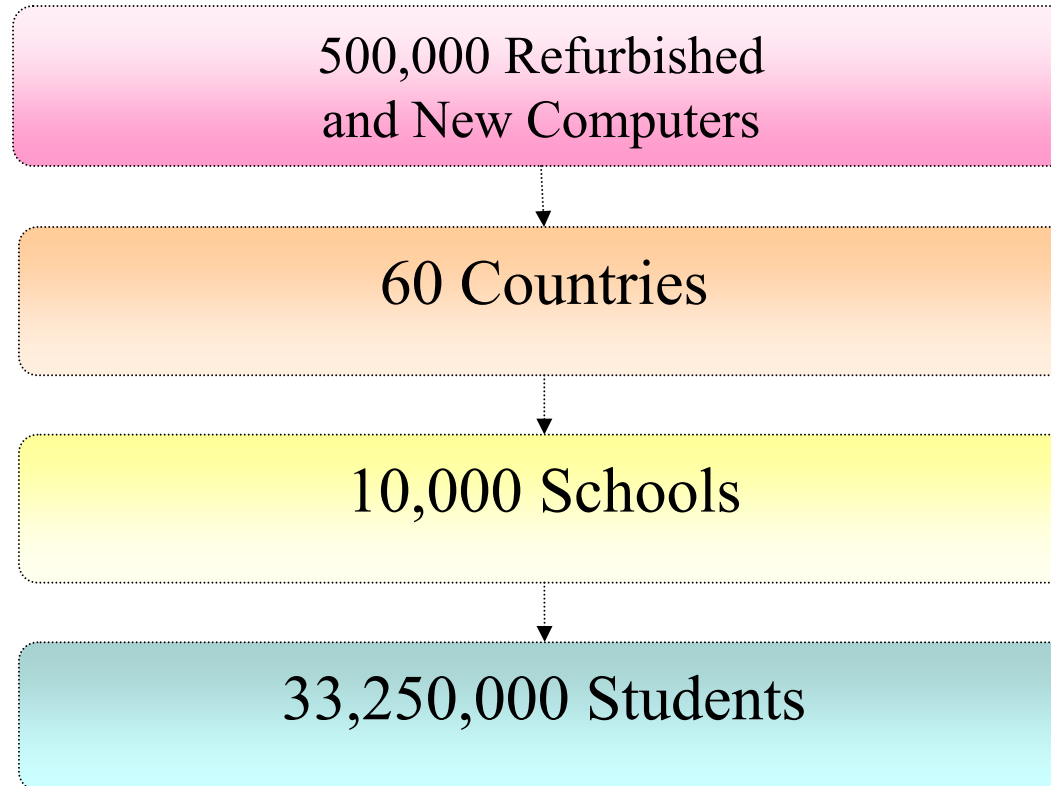 500,000 Refurbished
and New Computers
60 Countries
10,000 Schools
33,250,000 Students